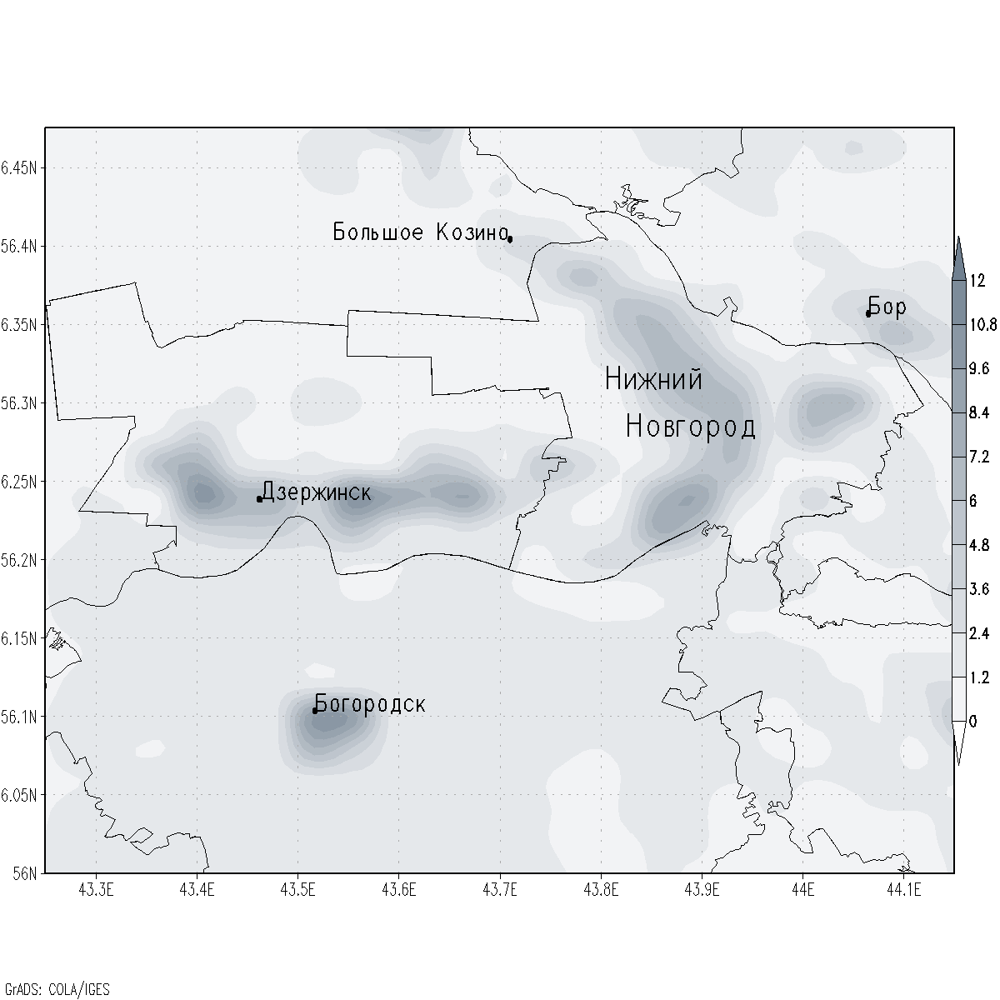 6.45N
Большое Козино
56.4N
12
Бор
6.35N
10.8
Нижний
9.6
56.3N
8.4
Новгород
7.2
6.25N
Дзержинск
6
4.8
56.2N
3.6
6.15N
2.4
1.2
Богородск
56.1N
0
6.05N
56N
43.3E 43.4E 43.5E 43.6E 43.7E 43.8E 43.9E 44E 44.1E
GrADS: COLA/IGES